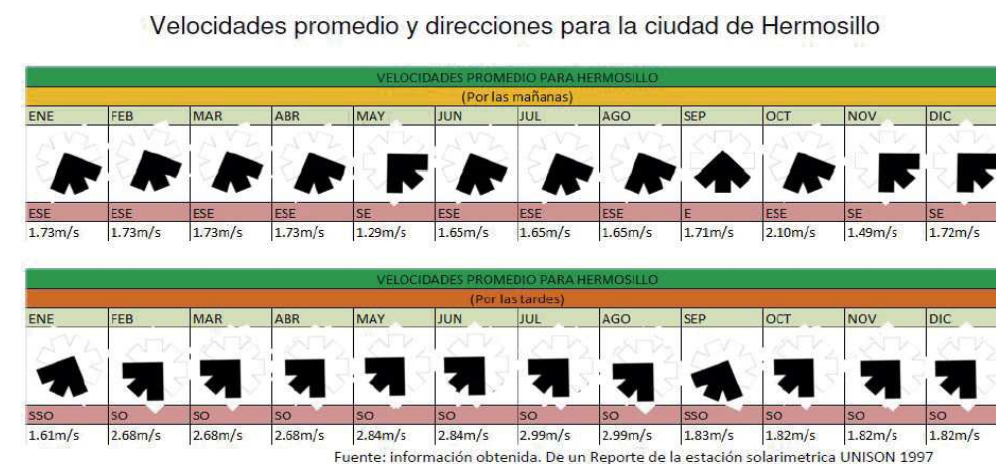 Velocidades promedio y direcciones para la ciudad de Hermosillo
VELOCIDADES PROMEDIO PARA HERMOSILLO
(Por las mañanas)
ENE FEB MAR ABR MAY JUN JUL AGO SEP OCT NOV DIC
ESE ESE ESE ESE SE ESE ESE ESE E ESE SE SE
1.73m/s 1.73m/s 1.73m/s 1.73m/s 1.29m/s 1.65m/s 1.65m/s 1.65m/s 1.71m/s 2.10m/s 1.49m/s 1.72m/s
VELOCIDADES PROMEDIO PARA HERMOSILLO
(Por las tardes)
ENE FEB MAR ABR MAY JUN JUL AGO SEP OCT NOV DIC
SSO SO SO SO SO SO SO SO SSO SO SO SO
1.61m/s 2.68m/s 2.68m/s 2.68m/s 2.84m/s 2.84m/s 2.99m/s 2.99m/s 1.83m/s 1.82m/s 1.82m/s 1.82m/s
Fuente: información obtenida. De un Reporte de la estación solarimetrica UNISON 1997